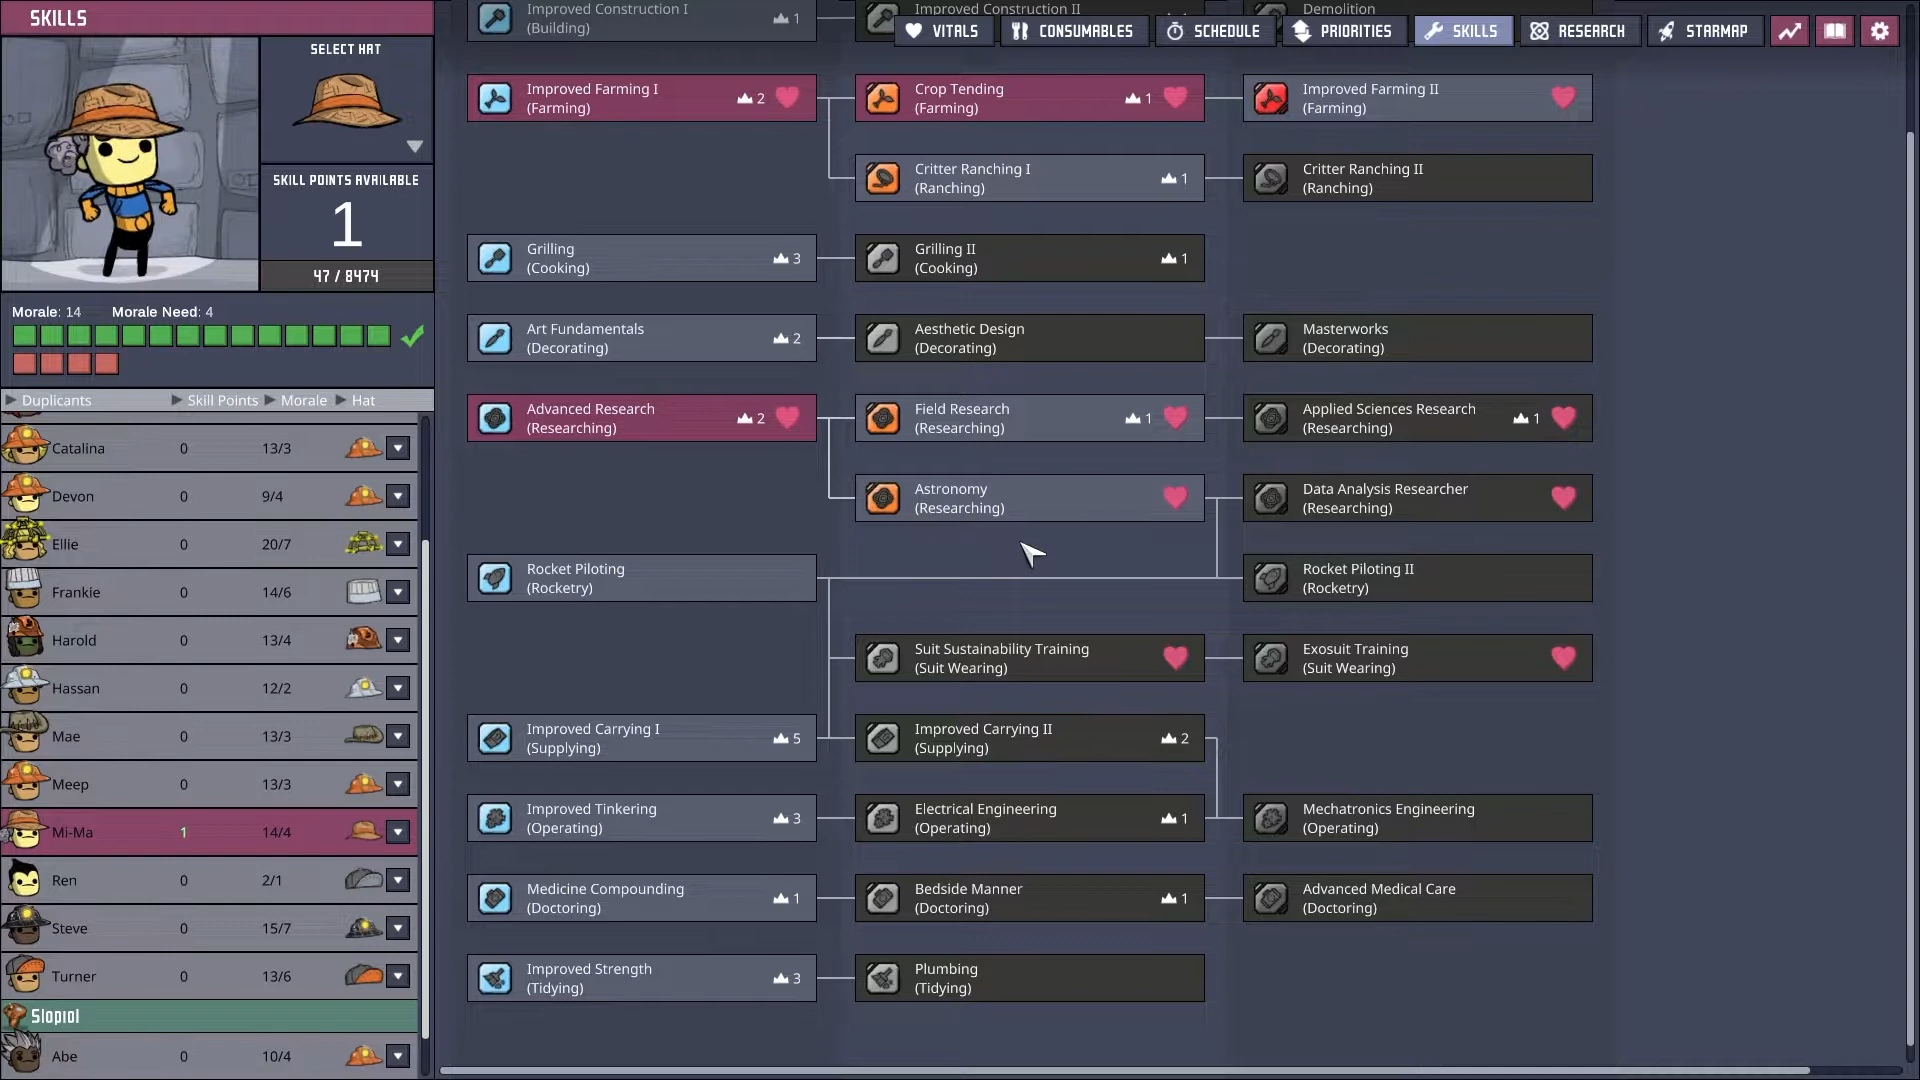 SKILLS
SELECT HAT
SKILL POINTS AVAILABLE
1
47 / 8474
Morale: 14 Morale Need: 4
Duplicants Skill Points Morale Hat
Catalina 0 13/3
Devon 0 9/4
Ellie 0 20/7
Frankie 0 14/6
Harold 0 13/4
Hassan 0 12/2
Mae 0 13/3
Meep 0 13/3
Mi-Ma 1 14/4
Ren 0 2/1
Steve 0 15/7
Turner 0 13/6
Slopiol
Abe 0 10/4
VITALS CONSUMABLES SCHEDULE PRIORITIES SKILLS RESEARCH STARMAP
Improved Construction I
(Building)
1
Improved Construction II
Demolition
Improved Farming I
(Farming)
2
Crop Tending
(Farming)
1
Improved Farming II
(Farming)
Critter Ranching I
(Ranching)
1
Critter Ranching II
(Ranching)
Grilling
(Cooking)
3
Grilling II
(Cooking)
1
Art Fundamentals
(Decorating)
2
Aesthetic Design
(Decorating)
Masterworks
(Decorating)
Advanced Research
(Researching)
2
Field Research
(Researching)
1
Applied Sciences Research
(Researching)
1
Astronomy
(Researching)
Data Analysis Researcher
(Researching)
Rocket Piloting
(Rocketry)
Rocket Piloting II
(Rocketry)
Suit Sustainability Training
(Suit Wearing)
Exosuit Training
(Suit Wearing)
Improved Carrying I
(Supplying)
5
Improved Carrying II
(Supplying)
2
Improved Tinkering
(Operating)
3
Electrical Engineering
(Operating)
1
Mechatronics Engineering
(Operating)
Medicine Compounding
(Doctoring)
1
Bedside Manner
(Doctoring)
1
Advanced Medical Care
(Doctoring)
Improved Strength
(Tidying)
3
Plumbing
(Tidying)